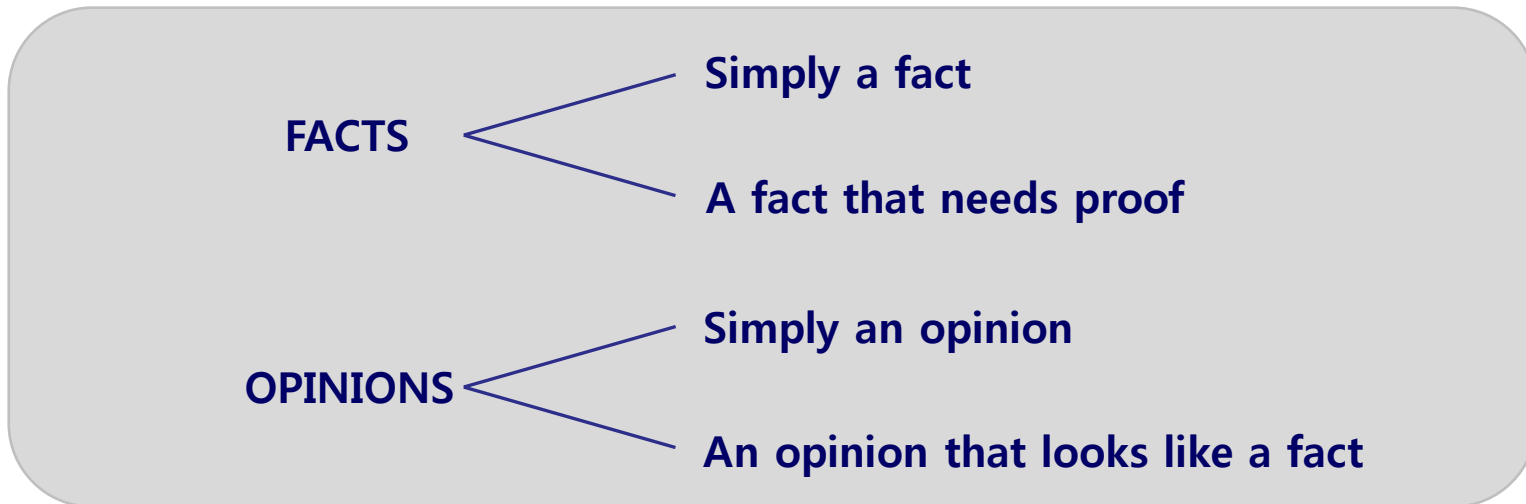 Simply a fact
FACTS
A fact that needs proof
Simply an opinion
OPINIONS
An opinion that looks like a fact